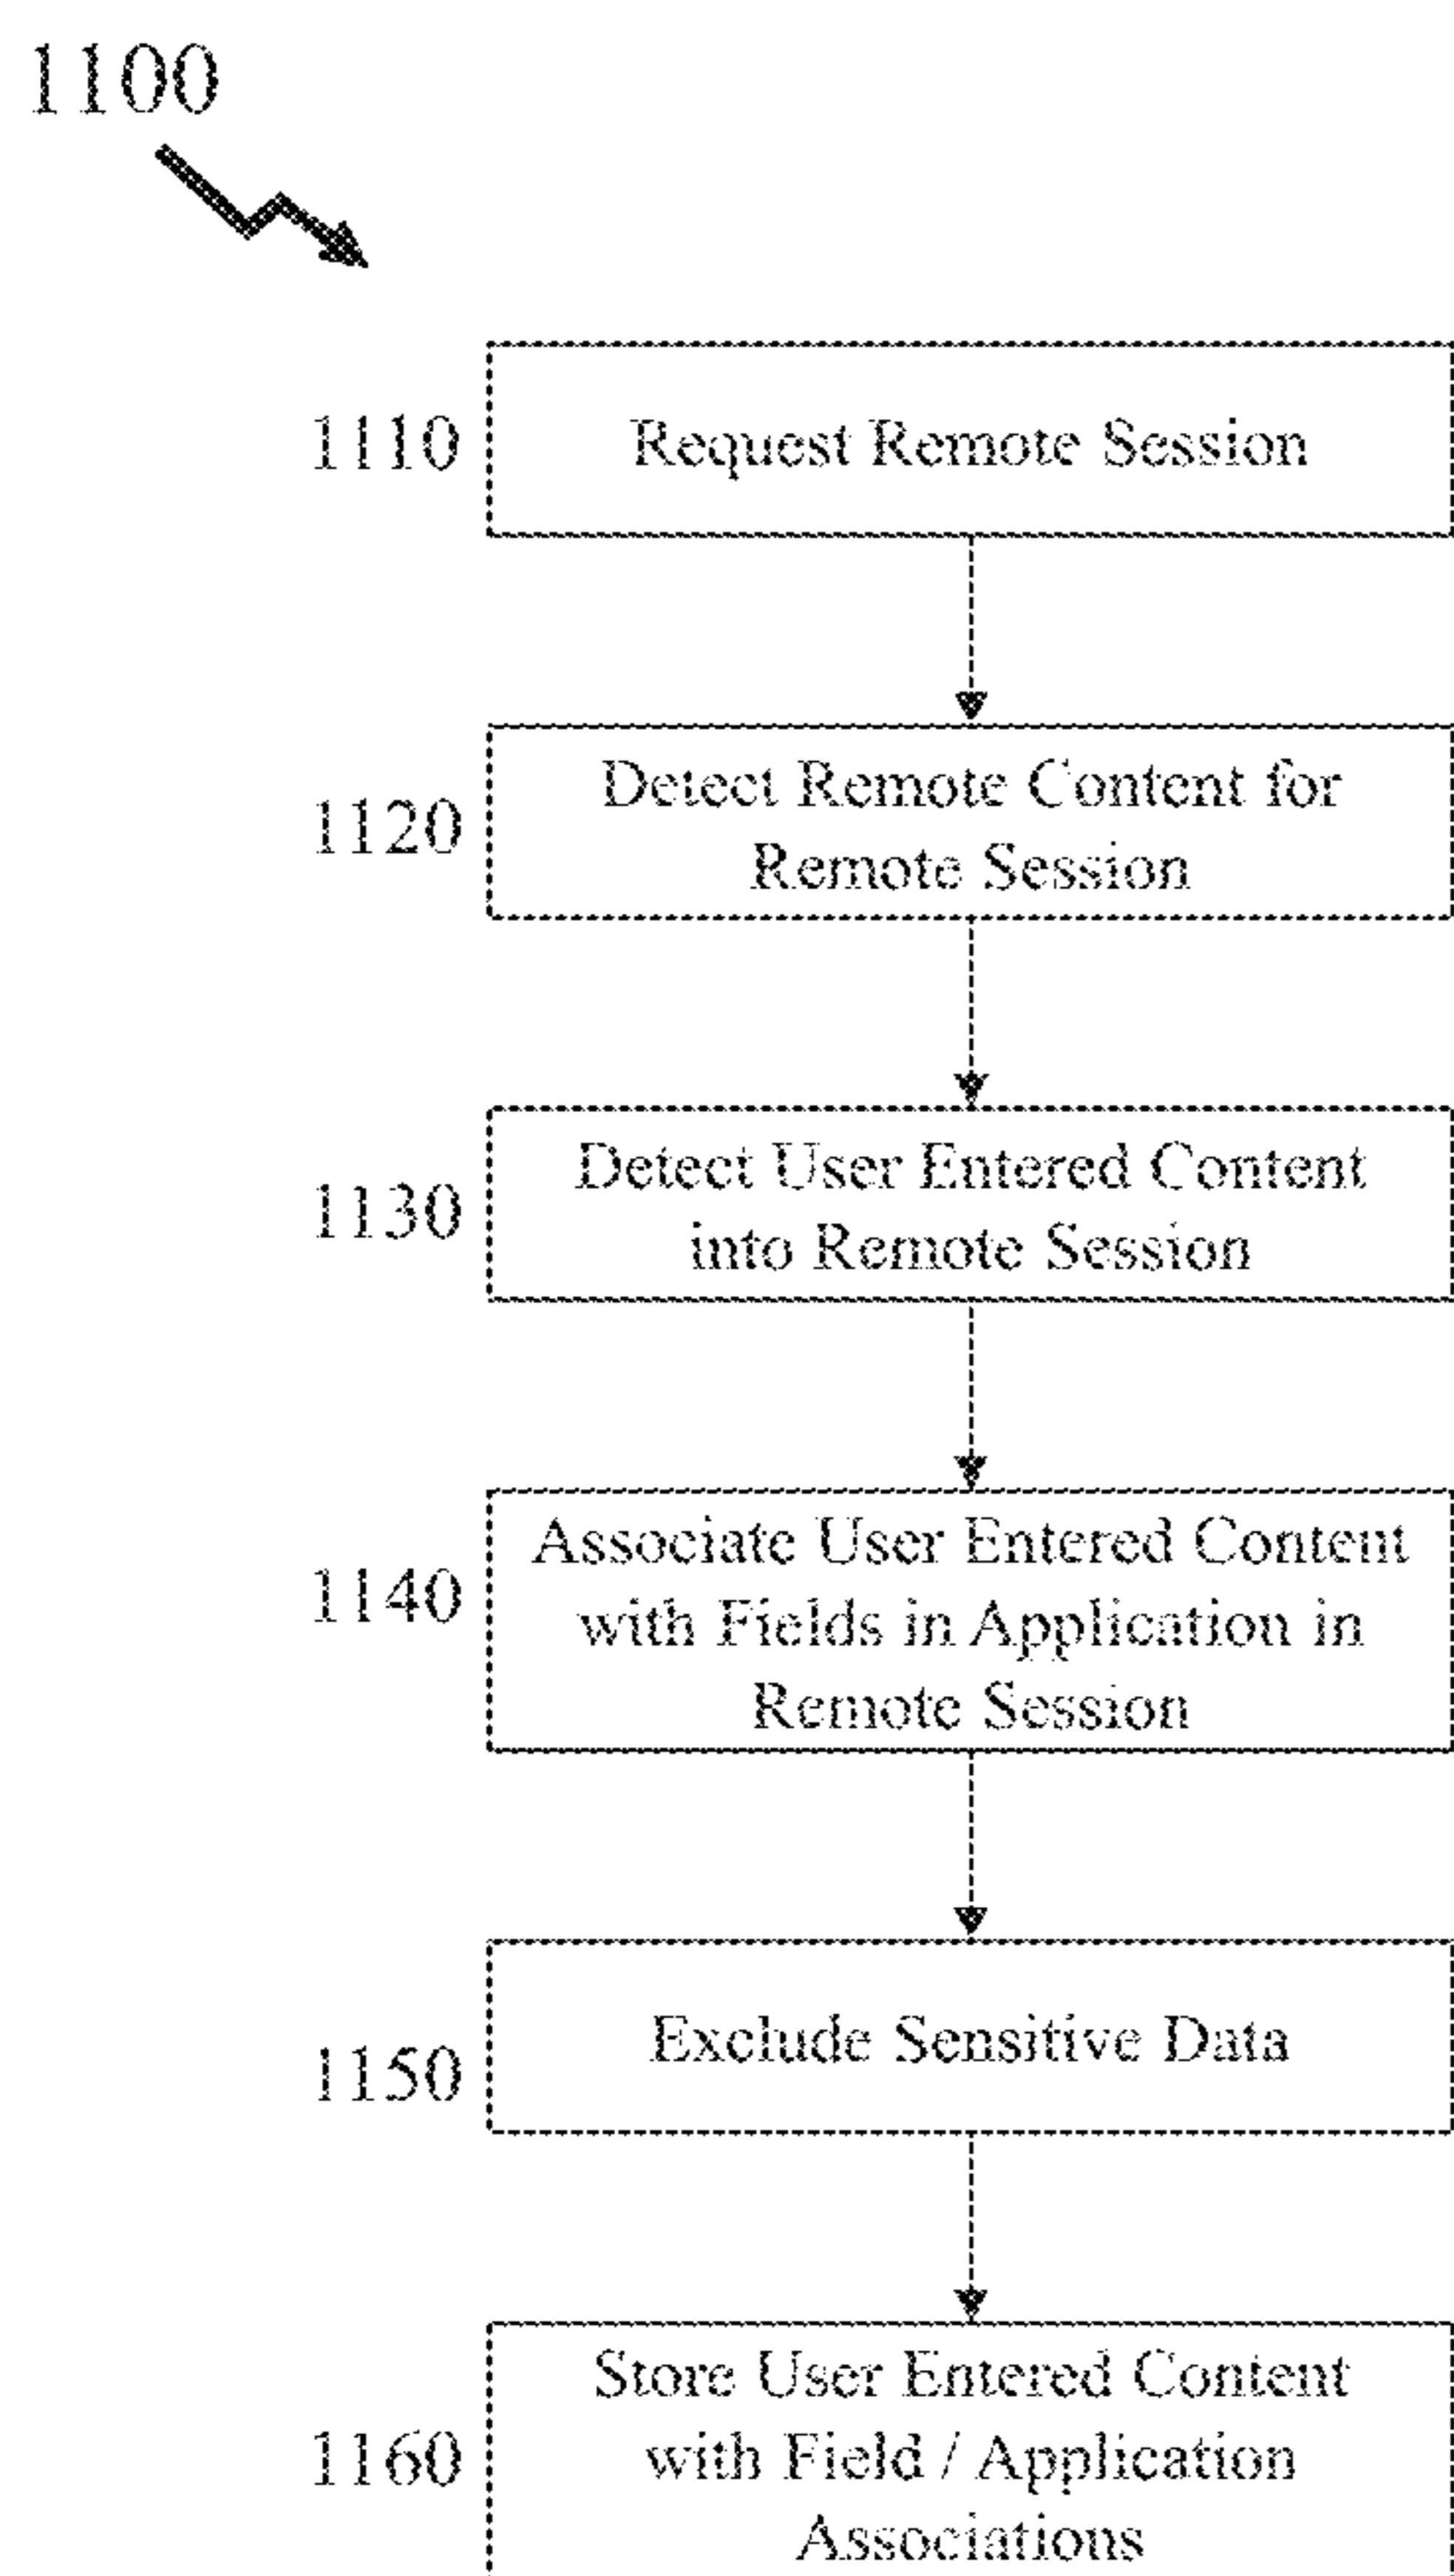 1100
1110
Request Remote Session
1120
Detect Remote Content for
Remote Session
1130
Detect User Entered Content
into Remote Session
1140
Associate User Entered Content
with Fields in Application in
Remote Session
1150
Exclude Sensitive Data
1160
Store User Entered Content
with Field / Application
Associations